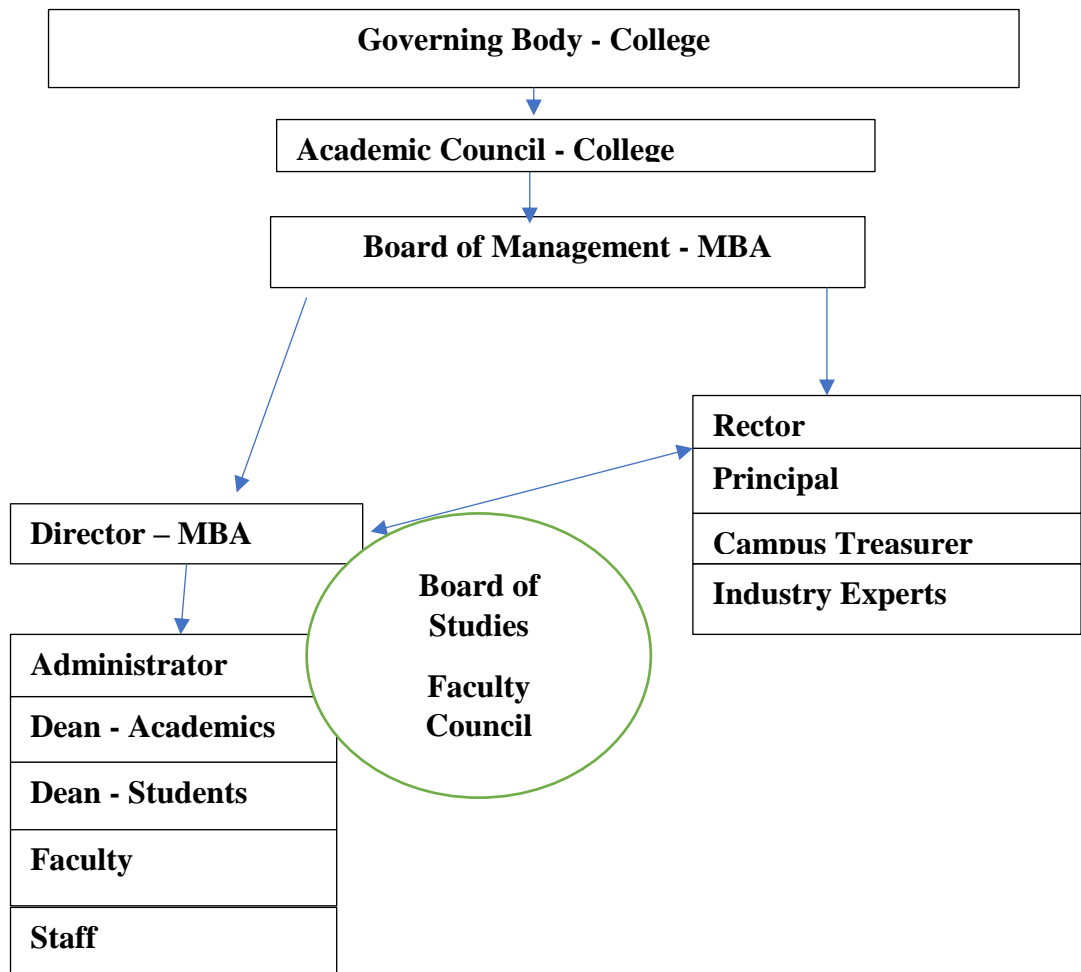 Governing Body - College
Academic Council - College
Board of Management - MBA
Rector
Principal
Campus Treasurer
Industry Experts
Director – MBA
Board of
Studies
Faculty
Council
Administrator
Dean - Academics
Dean - Students
Faculty
Staff